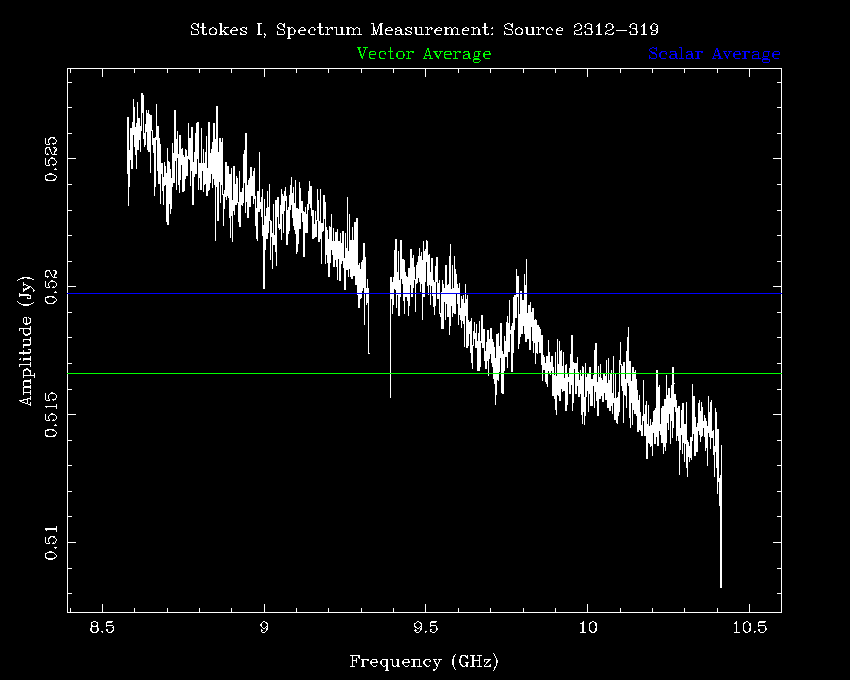 Stokes I, Spectrum Measurement: Source 2312-319
Vector Average Scalar Average
0.525
0.52
0.515
0.51
Amplitude (Jy)
8.5 9 9.5 10 10.5
Frequency (GHz)